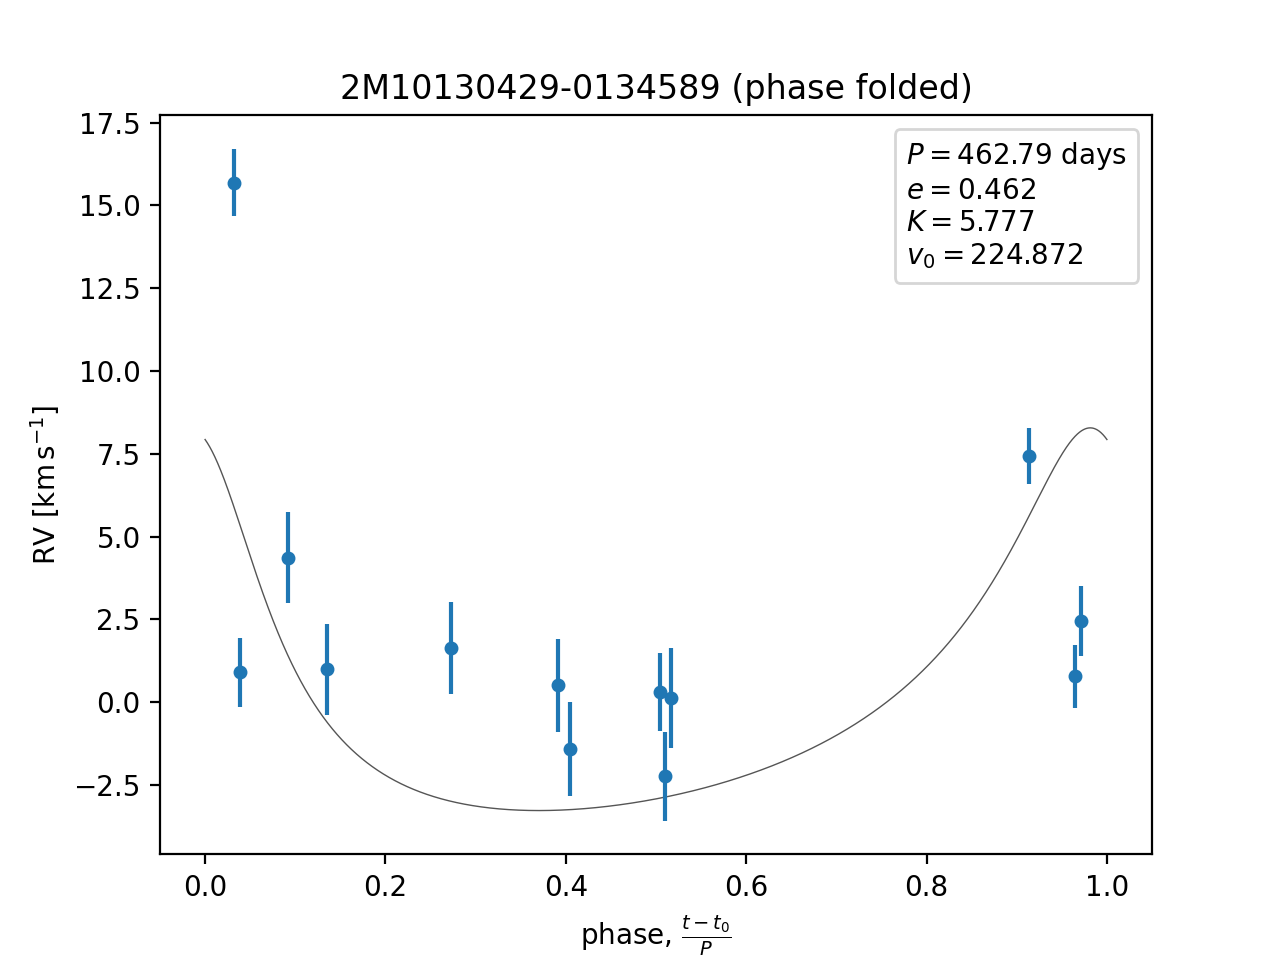 2M10130429-0134589 (phase folded)
P = 462.79 days
e = 0.462
K = 5.777
v₀ = 224.872
RV [km s⁻¹]
17.5
15.0
12.5
10.0
7.5
5.0
2.5
0.0
−2.5
0.0 0.2 0.4 0.6 0.8 1.0
phase, (t − t₀)/P